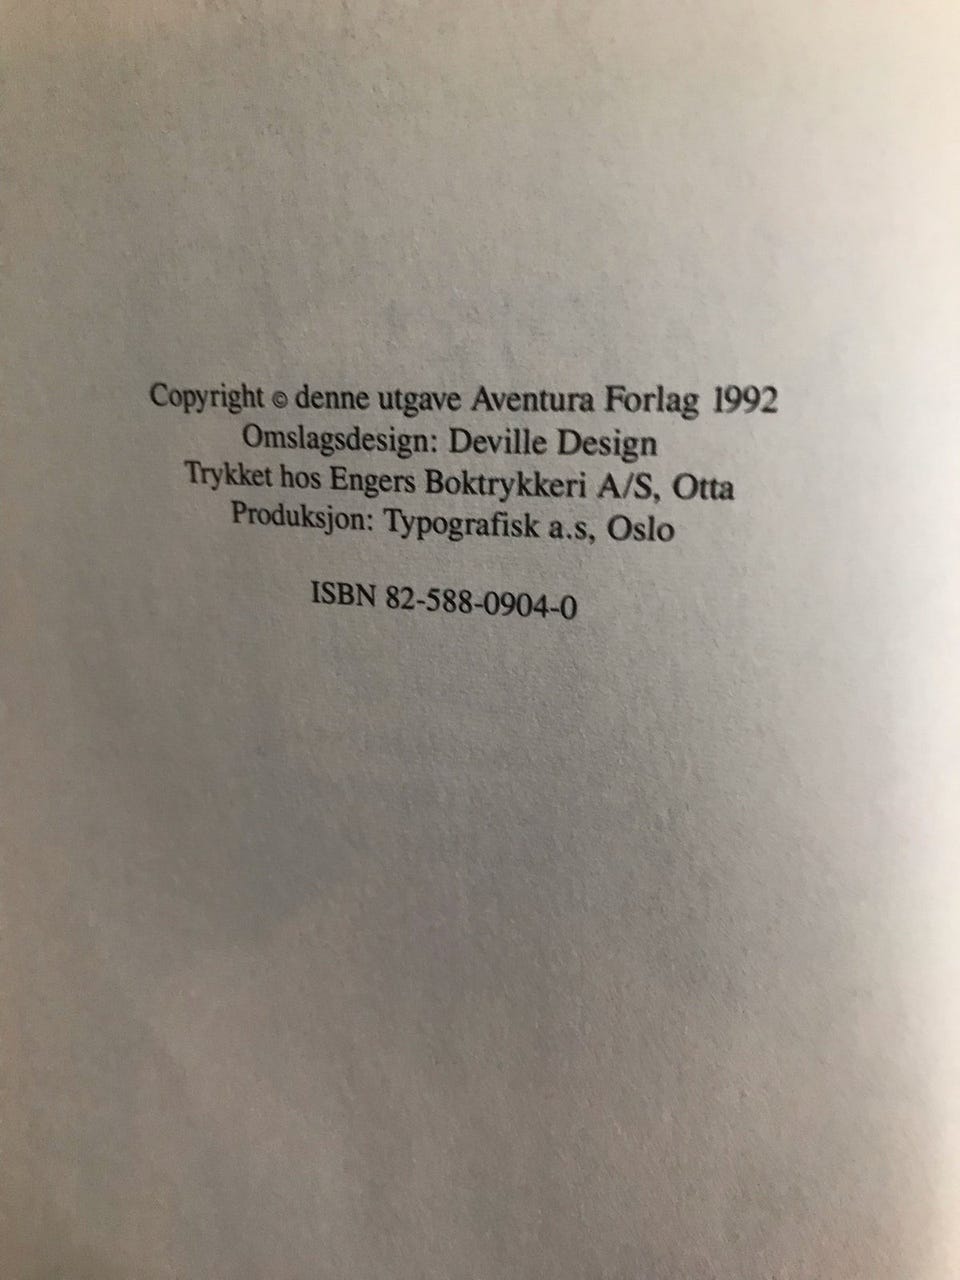 Copyright © denne utgave Aventura Forlag 1992
Omslagsdesign: Deville Design
Trykket hos Engers Boktrykkeri A/S, Otta
Produksjon: Typografisk a.s, Oslo
ISBN 82-588-0904-0